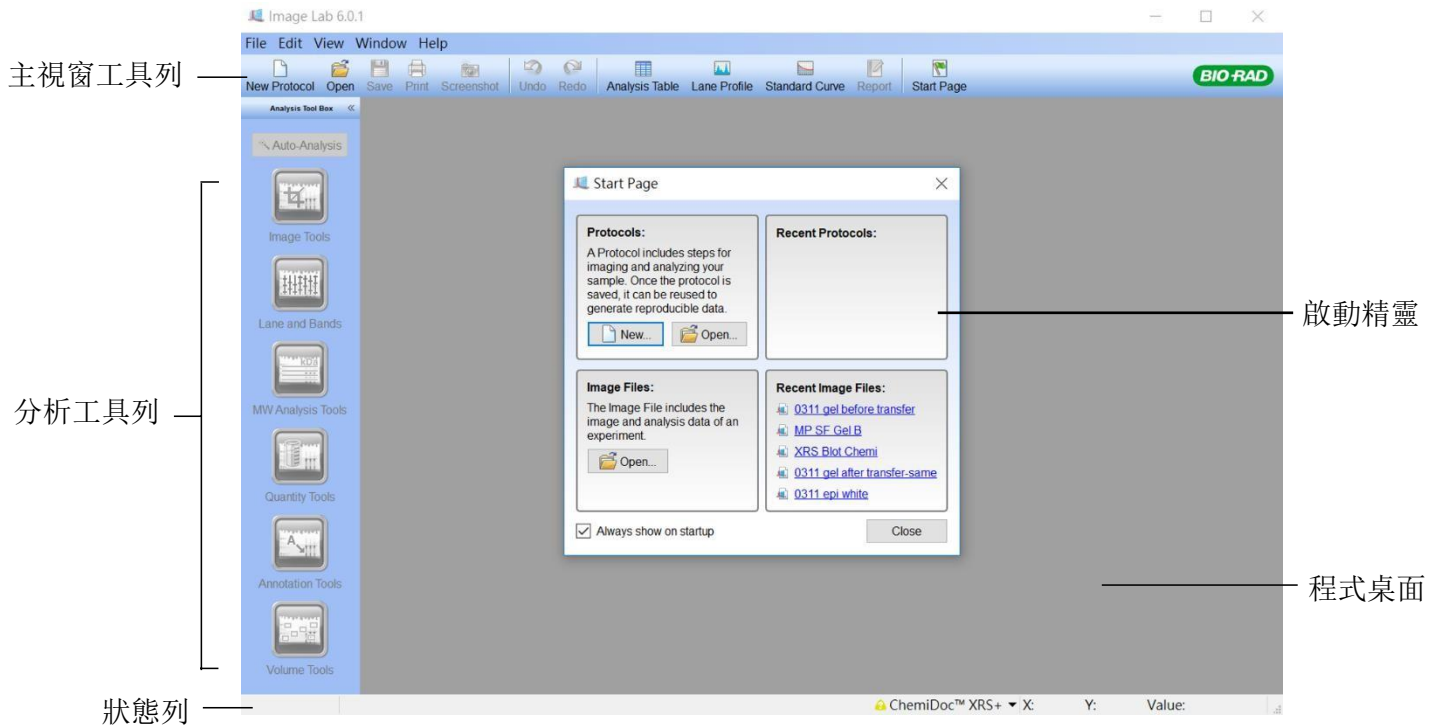 Image Lab 6.0.1
File Edit View Window Help
主視窗工具列
New Protocol Open Save Print Screenshot Undo Redo Analysis Table Lane Profile Standard Curve Report Start Page
BIO-RAD
Analysis Tool Box «
Auto-Analysis
Image Tools
Lane and Bands
kDa
MW Analysis Tools
Quantity Tools
A
Annotation Tools
Volume Tools
分析工具列
Start Page
Protocols:
A Protocol includes steps for
imaging and analyzing your
sample. Once the protocol is
saved, it can be reused to
generate reproducible data.
New... Open...
Recent Protocols:
啟動精靈
Image Files:
The Image File includes the
image and analysis data of an
experiment.
Open...
Recent Image Files:
0311 gel before transfer
MP SF Gel B
XRS Blot Chemi
0311 gel after transfer-same
0311 epi white
Always show on startup
Close
程式桌面
狀態列
ChemiDoc™ XRS+ X: Y: Value: